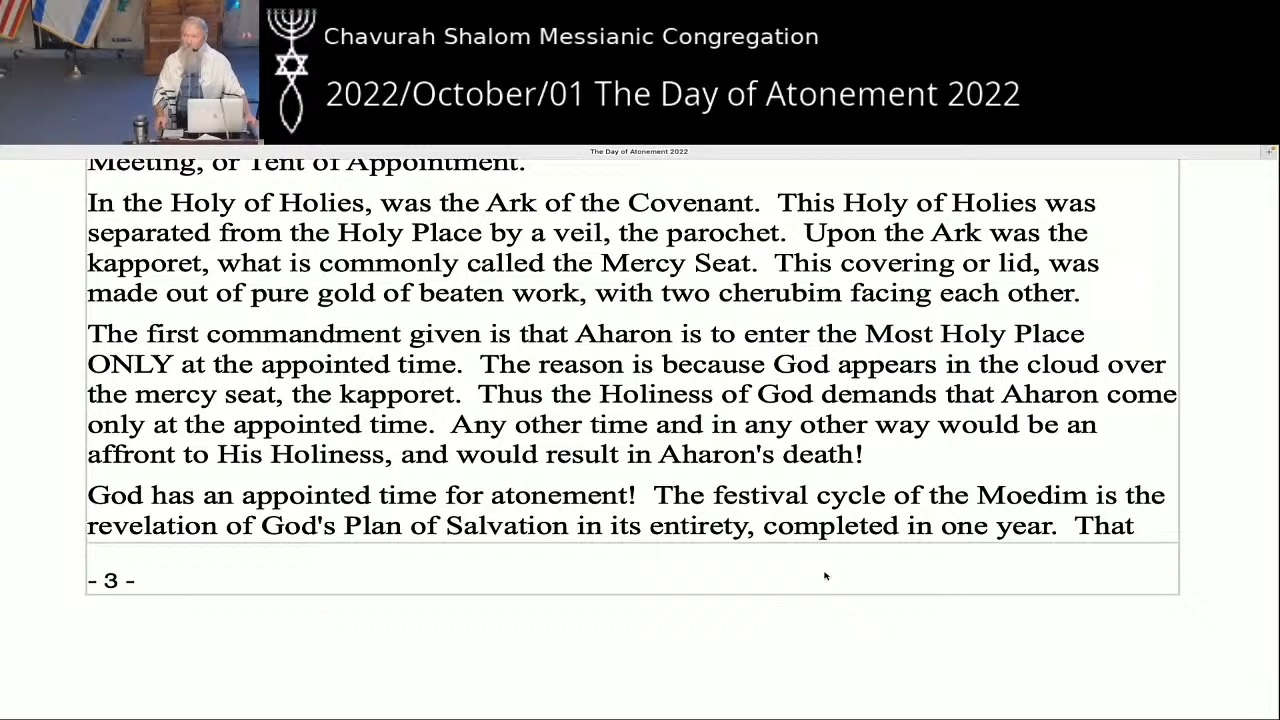 Chavurah Shalom Messianic Congregation
2022/October/01 The Day of Atonement 2022
The Day of Atonement 2022
Meeting, or Tent of Appointment.
In the Holy of Holies, was the Ark of the Covenant.  This Holy of Holies was
separated from the Holy Place by a veil, the parochet.  Upon the Ark was the
kapporet, what is commonly called the Mercy Seat.  This covering or lid, was
made out of pure gold of beaten work, with two cherubim facing each other.
The first commandment given is that Aharon is to enter the Most Holy Place
ONLY at the appointed time.  The reason is because God appears in the cloud over
the mercy seat, the kapporet.  Thus the Holiness of God demands that Aharon come
only at the appointed time.  Any other time and in any other way would be an
affront to His Holiness, and would result in Aharon's death!
God has an appointed time for atonement!  The festival cycle of the Moedim is the
revelation of God's Plan of Salvation in its entirety, completed in one year.  That
- 3 -